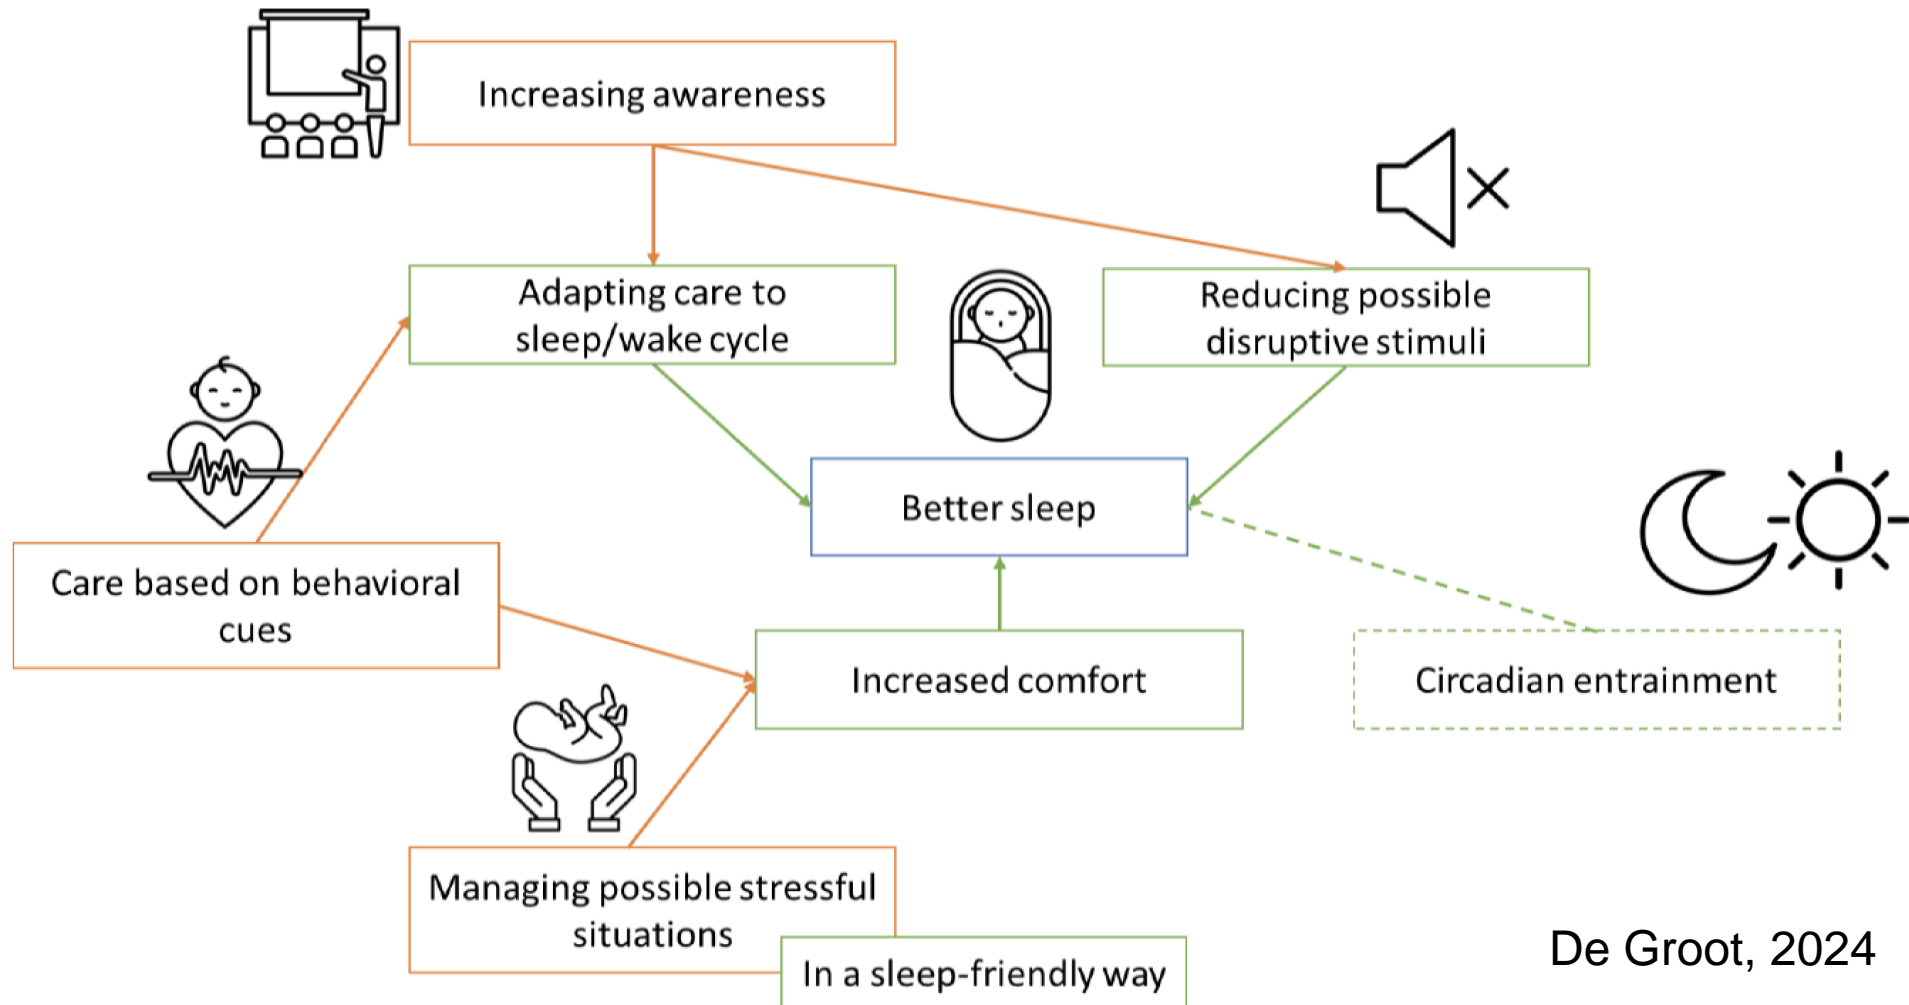 Increasing awareness
Adapting care to
sleep/wake cycle
Reducing possible
disruptive stimuli
Better sleep
Care based on behavioral
cues
Increased comfort
Circadian entrainment
Managing possible stressful
situations
In a sleep-friendly way
De Groot, 2024